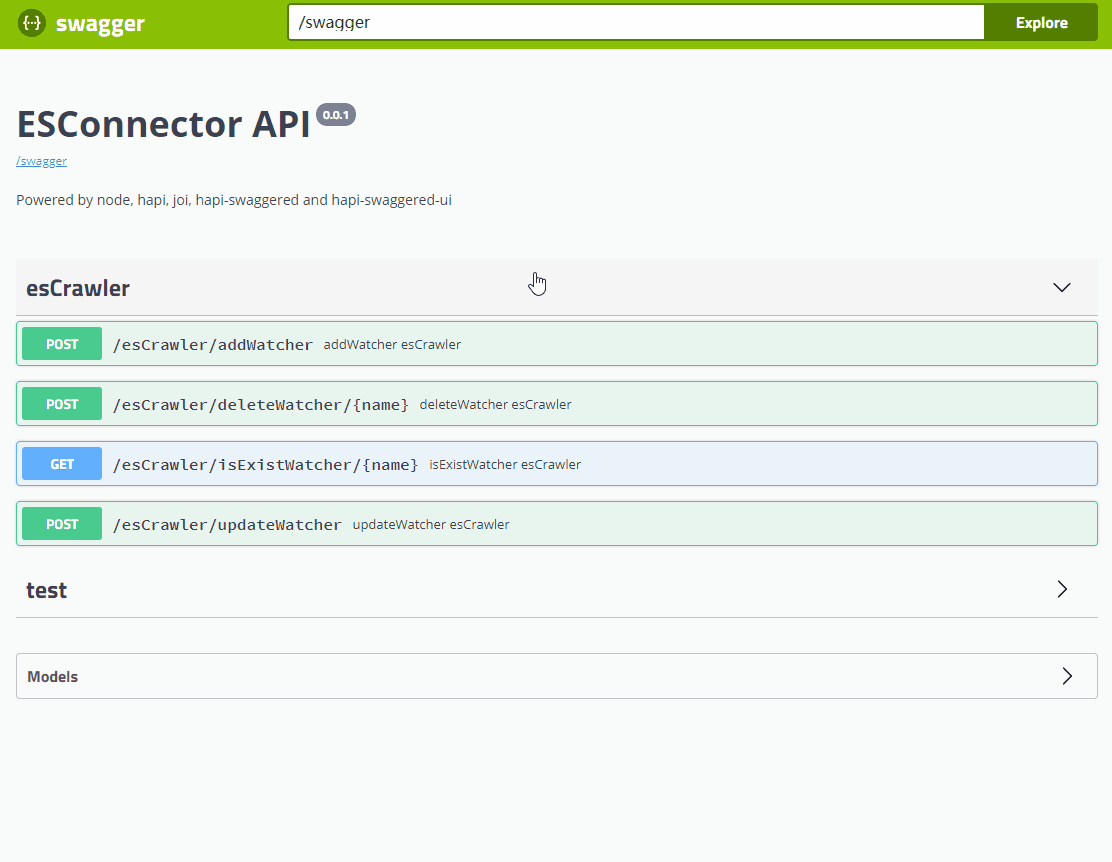 {··} swagger /swagger Explore
ESConnector API 0.0.1
/swagger
Powered by node, hapi, joi, hapi-swaggered and hapi-swaggered-ui
esCrawler
POST /esCrawler/addWatcher addWatcher esCrawler
POST /esCrawler/deleteWatcher/{name} deleteWatcher esCrawler
GET /esCrawler/isExistWatcher/{name} isExistWatcher esCrawler
POST /esCrawler/updateWatcher updateWatcher esCrawler
test
Models